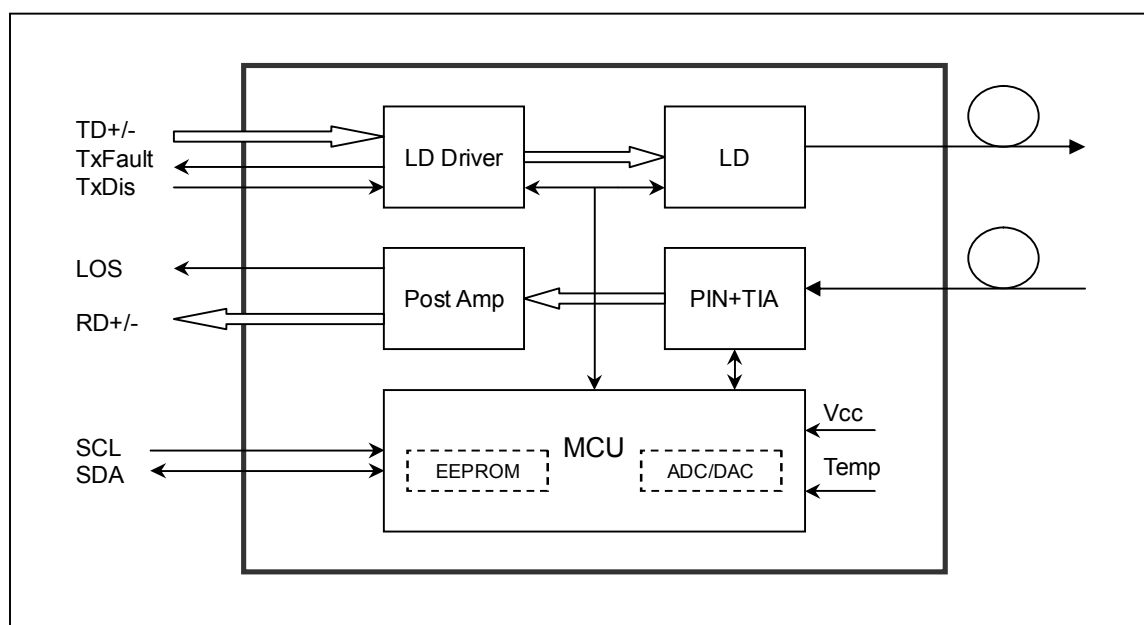 TD+/-
TxFault
TxDis
LD Driver
LD
LOS
RD+/-
Post Amp
PIN+TIA
SCL
SDA
MCU
EEPROM
ADC/DAC
Vcc
Temp